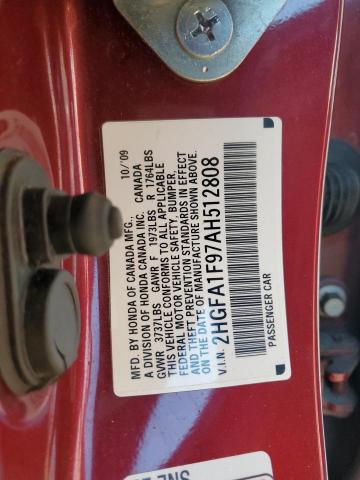 MFD. BY HONDA OF CANADA MFG., 10/'09
A DIVISION OF HONDA CANADA INC. CANADA
GVWR 3737LBS GAWR F 1973LBS R 1764LBS
THIS VEHICLE CONFORMS TO ALL APPLICABLE
FEDERAL MOTOR VEHICLE SAFETY, BUMPER,
AND THEFT PREVENTION STANDARDS IN EFFECT
ON THE DATE OF MANUFACTURE SHOWN ABOVE.
V.I.N. 2HGFA1F97AH512808
PASSENGER CAR